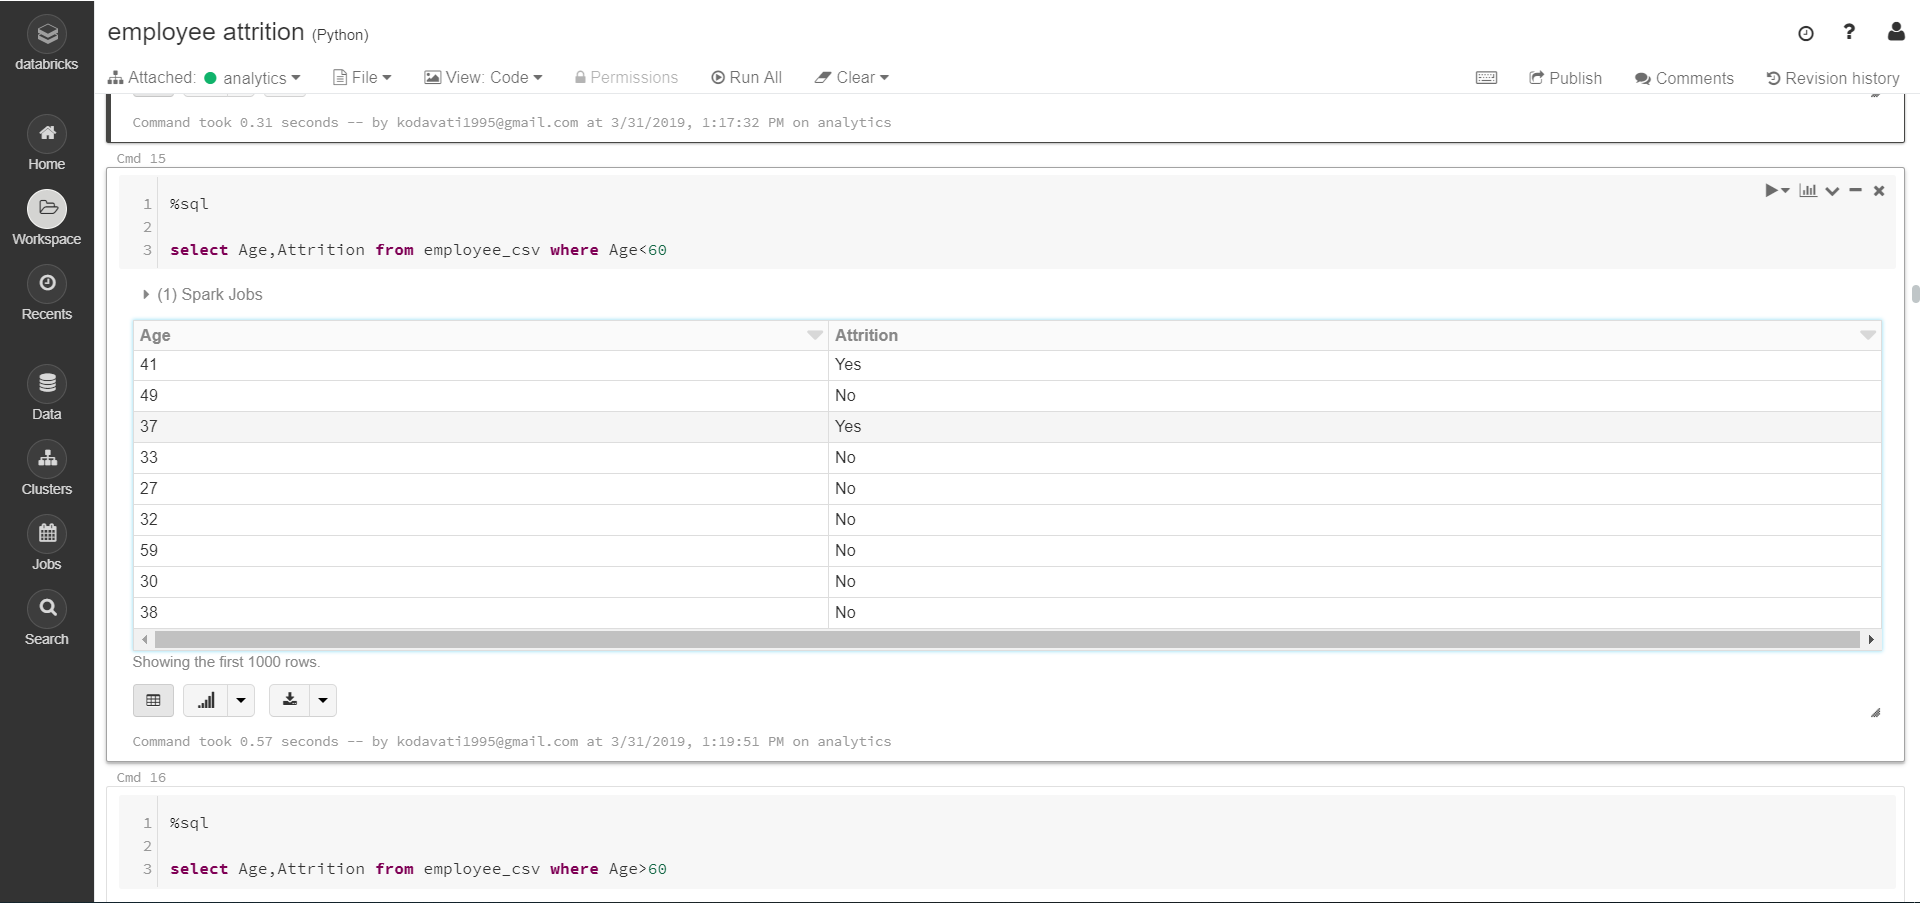 databricks
Home
Workspace
Recents
Data
Clusters
Jobs
Search
employee attrition (Python)
Attached: analytics File View: Code Permissions Run All Clear Publish Comments Revision history
Command took 0.31 seconds -- by kodavati1995@gmail.com at 3/31/2019, 1:17:32 PM on analytics
Cmd 15
1 %sql
2
3 select Age,Attrition from employee_csv where Age<60
(1) Spark Jobs
Age Attrition
41 Yes
49 No
37 Yes
33 No
27 No
32 No
59 No
30 No
38 No
Showing the first 1000 rows.
Command took 0.57 seconds -- by kodavati1995@gmail.com at 3/31/2019, 1:19:51 PM on analytics
Cmd 16
1 %sql
2
3 select Age,Attrition from employee_csv where Age>60